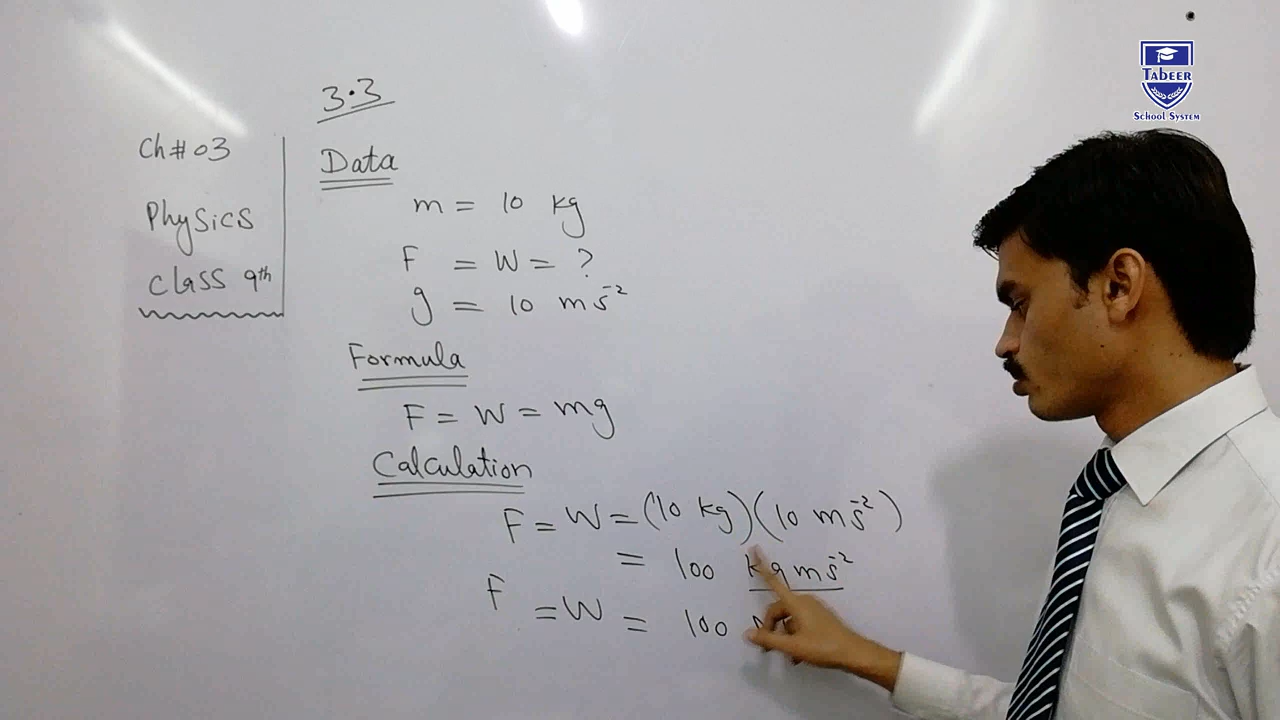 TABEER
SCHOOL SYSTEM
3.3
Ch # 03
Physics
Class 9th
Data
m = 10 kg
F = W = ?
g = 10 ms⁻²
Formula
F = W = mg
Calculation
F = W = (10 kg)(10 ms⁻²)
= 100 kg ms⁻²
F = W = 100